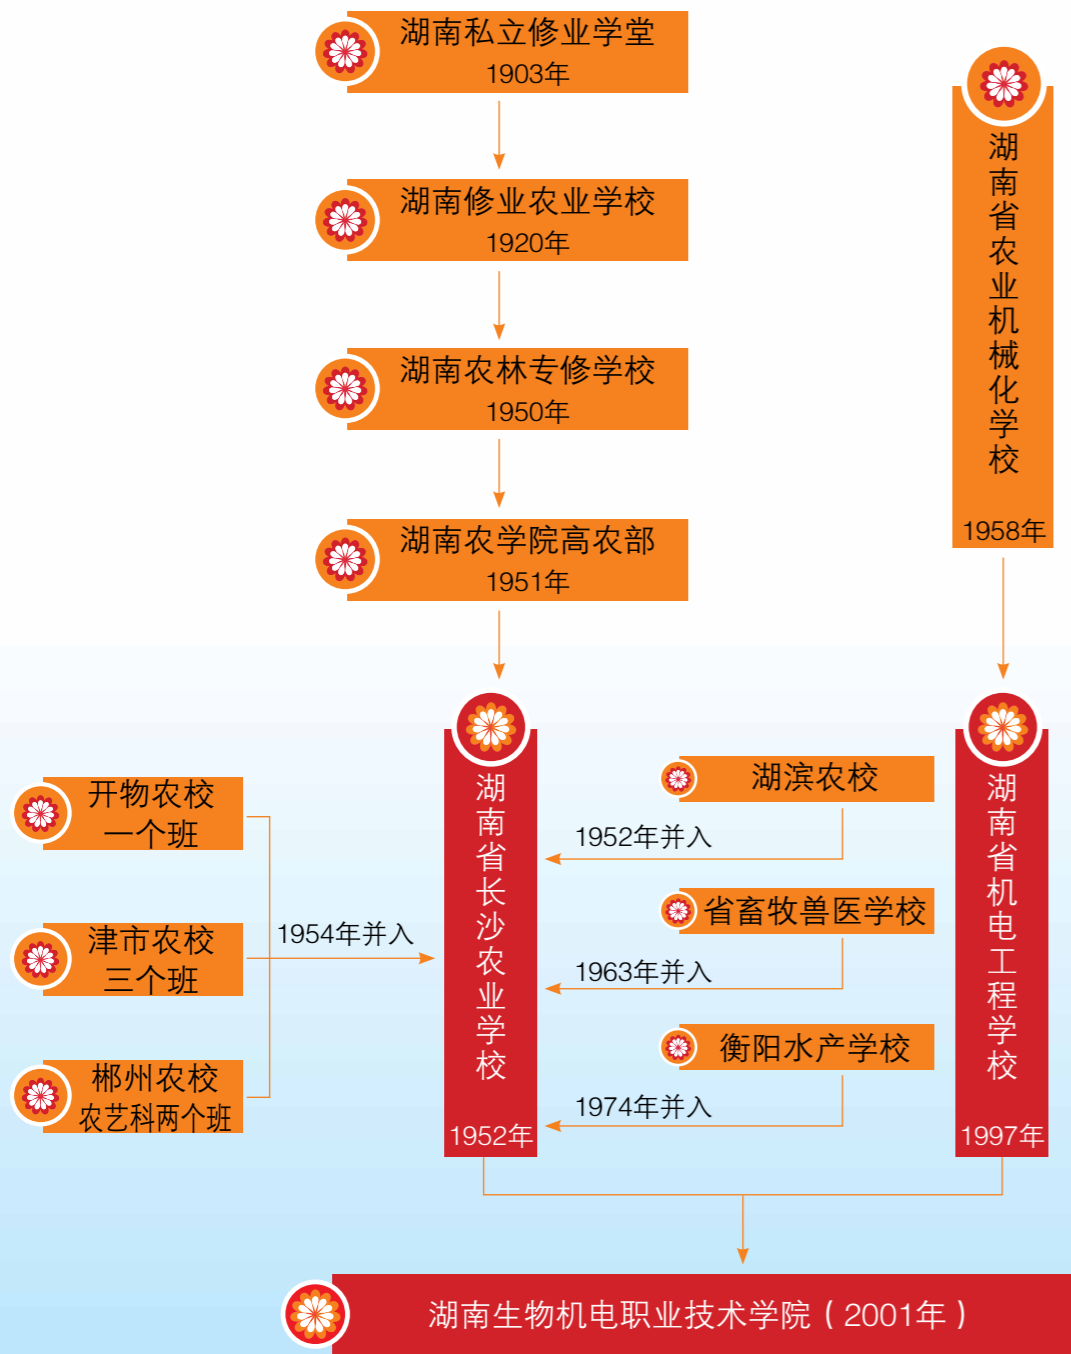 湖南私立修业学堂
1903年
湖南修业农业学校
1920年
湖南农林专修学校
1950年
湖南农学院高农部
1951年
湖南省农业机械化学校
1958年
开物农校
一个班
津市农校
三个班
郴州农校
农艺科两个班
1954年并入
湖南省长沙农业学校
1952年
湖滨农校
1952年并入
省畜牧兽医学校
1963年并入
衡阳水产学校
1974年并入
湖南省机电工程学校
1997年
湖南生物机电职业技术学院（2001年）